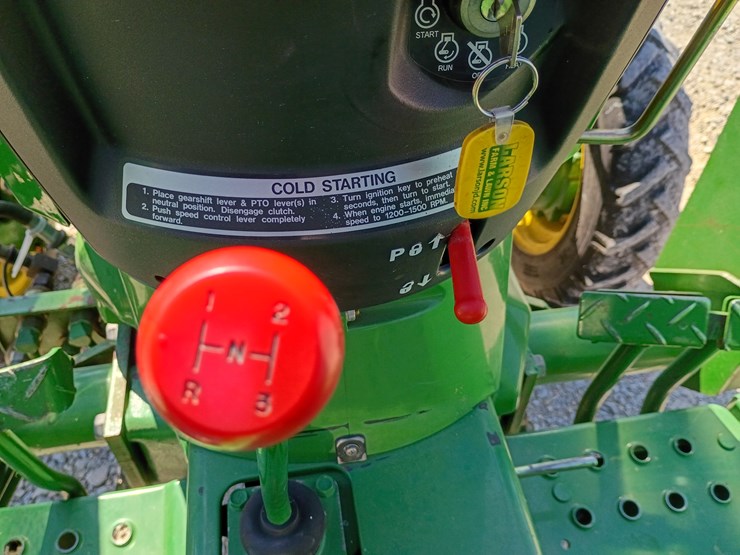 START
RUN
COLD STARTING
1. Place gearshift lever & PTO lever(s) in
neutral position. Disengage clutch.
2. Push speed control lever completely
forward.
3. Turn ignition key to preheat
seconds, then turn to start.
4. When engine starts,
speed to 1200-1500 RPM.
P
1 2
N
R 3